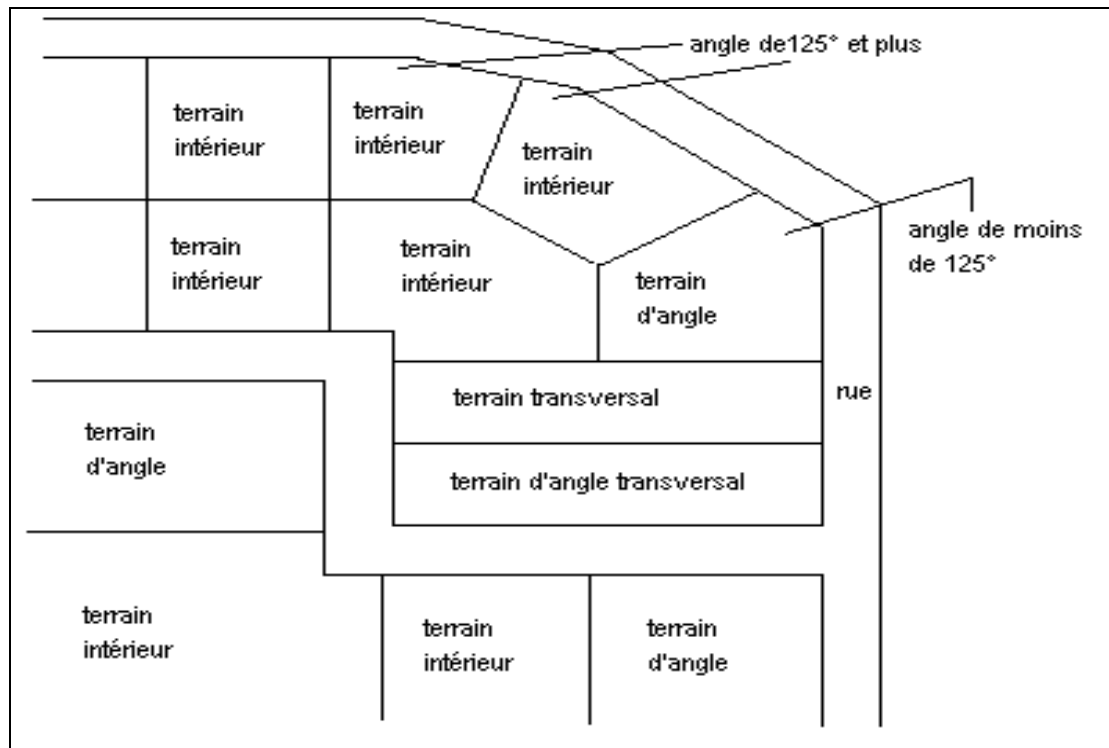 angle de125° et plus
terrain
intérieur
terrain
intérieur
terrain
intérieur
angle de moins
de 125°
terrain
intérieur
terrain
intérieur
terrain
d'angle
terrain transversal
rue
terrain
d'angle
terrain d'angle transversal
terrain
intérieur
terrain
intérieur
terrain
d'angle